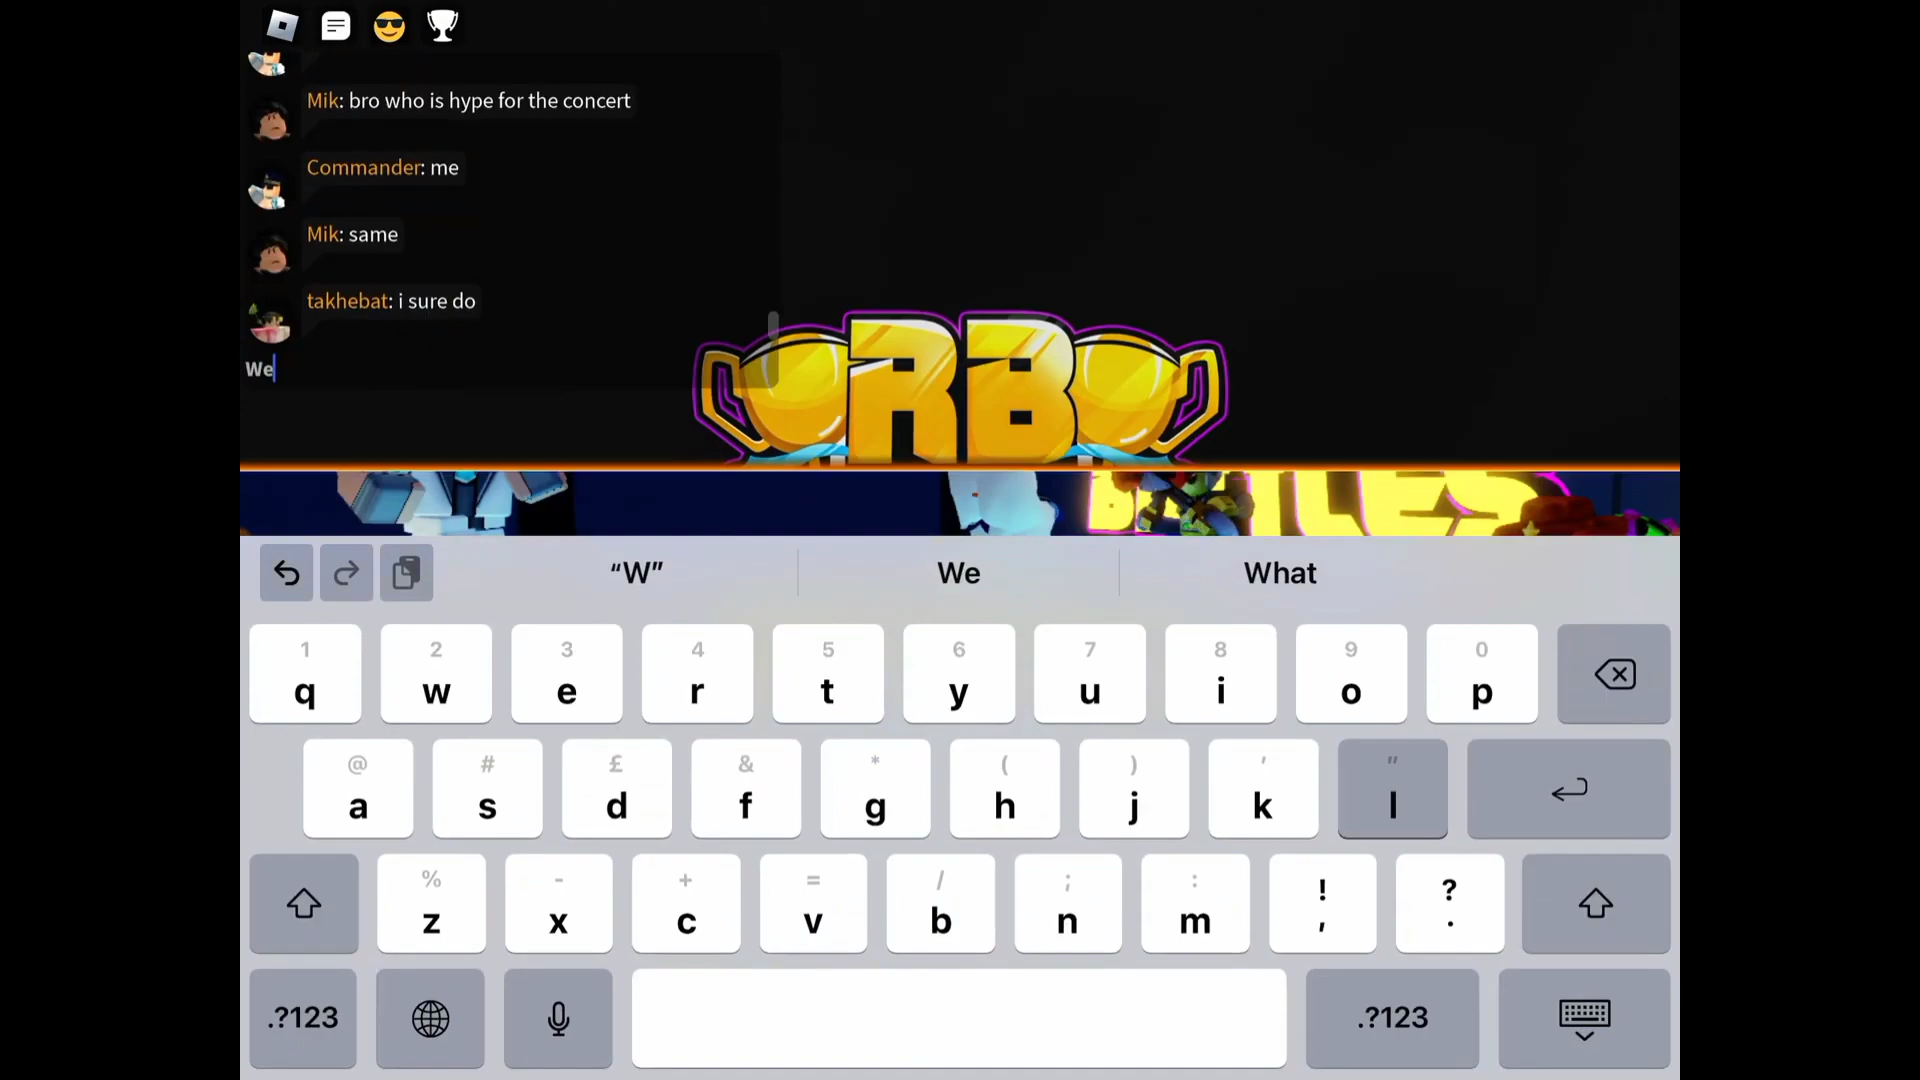 Mik: bro who is hype for the concert
Commander: me
Mik: same
takhebat: i sure do
We
RB
“W” We What
1 2 3 4 5 6 7 8 9 0
q w e r t y u i o p
@ # £ & * ( ) ' "
a s d f g h j k l
% - + = / ; : ! ?
z x c v b n m , .
.?123 .?123